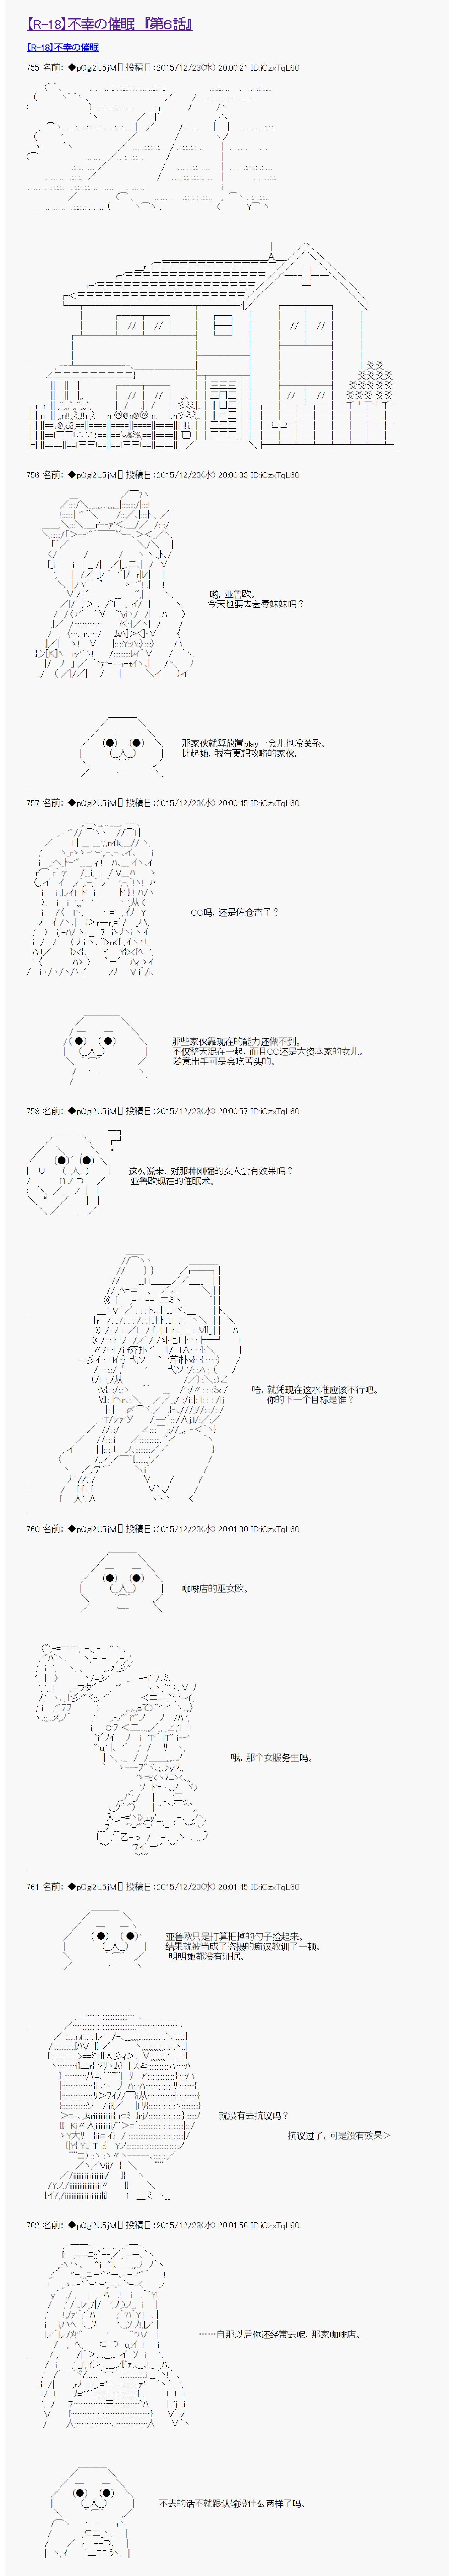 【R-18】不幸の催眠 『第6話』
【R-18】不幸の催眠
755 名前：◆pOgi2U5jM 投稿日：2015/12/23(水) 20:00:21 ID:iCzxTqL60
756 名前：◆pOgi2U5jM 投稿日：2015/12/23(水) 20:00:33 ID:iCzxTqL60
哟，亚鲁欧。
今天也要去羞辱妹妹吗？
那家伙就算放置play一会儿也没关系。
比起她，我有更想攻略的家伙。
757 名前：◆pOgi2U5jM 投稿日：2015/12/23(水) 20:00:45 ID:iCzxTqL60
CC吗，还是佐仓杏子？
那些家伙靠现在的能力还做不到。
不仅整天混在一起，而且CC还是大资本家的女儿。
随意出手可是会吃苦头的。
758 名前：◆pOgi2U5jM 投稿日：2015/12/23(水) 20:00:57 ID:iCzxTqL60
这么说来，对那种刚强的女人会有效果吗？
亚鲁欧现在的催眠术。
唔，就凭现在这水准应该不行吧。
你的下一个目标是谁？
760 名前：◆pOgi2U5jM 投稿日：2015/12/23(水) 20:01:30 ID:iCzxTqL60
咖啡店的巫女欧。
哦，那个女服务生吗。
761 名前：◆pOgi2U5jM 投稿日：2015/12/23(水) 20:01:45 ID:iCzxTqL60
亚鲁欧只是打算把掉的勺子捡起来。
结果就被当成了盗摄的痴汉教训了一顿。
明明她都没有证据。
就没有去抗议吗？
抗议过了，可是没有效果＞
762 名前：◆pOgi2U5jM 投稿日：2015/12/23(水) 20:01:56 ID:iCzxTqL60
……自那以后你还经常去呢，那家咖啡店。
不去的话不就跟认输没什么两样了吗。